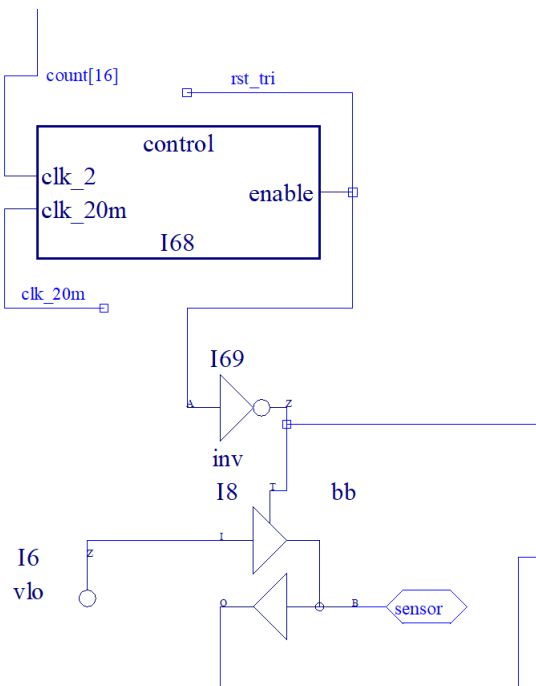 count[16]
rst_tri
control
clk_2
enable
clk_20m
I68
clk_20m
I69
A
Z
inv
I8
T
bb
I
I6
Z
vlo
O
B
sensor